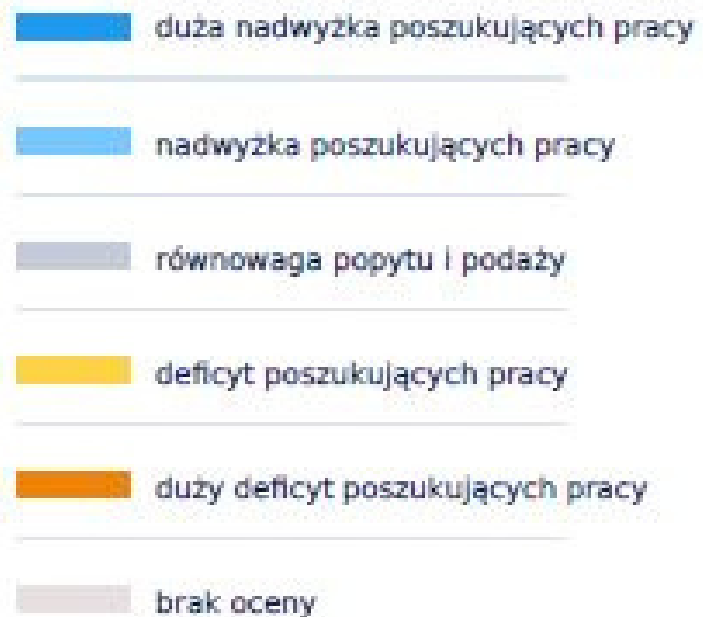 duża nadwyżka poszukujących pracy
nadwyżka poszukujących pracy
równowaga popytu i podaży
deficyt poszukujących pracy
duży deficyt poszukujących pracy
brak oceny